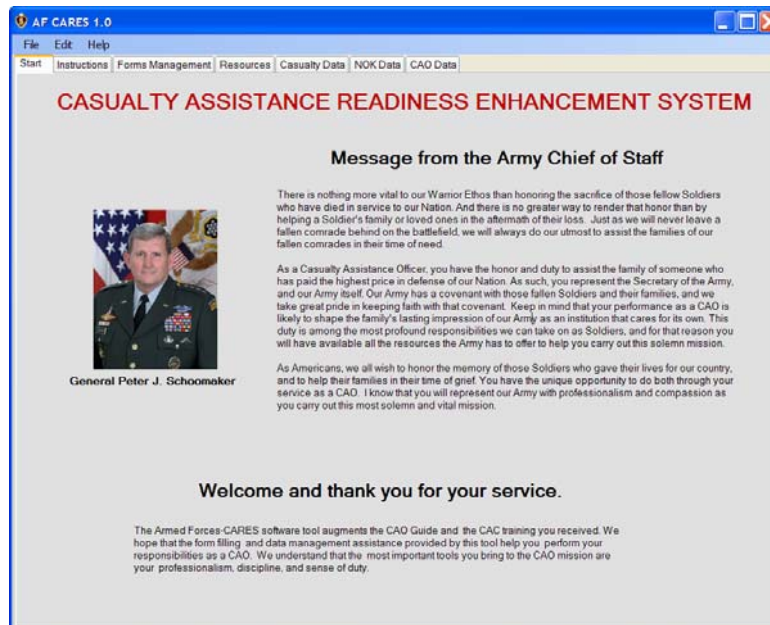 AF CARES 1.0
File Edit Help
Start Instructions Forms Management Resources Casualty Data NOK Data CAO Data
CASUALTY ASSISTANCE READINESS ENHANCEMENT SYSTEM
Message from the Army Chief of Staff
There is nothing more vital to our Warrior Ethos than honoring the sacrifice of those fellow Soldiers
who have died in service to our Nation. And there is no greater way to render that honor than by
helping a Soldier's family or loved ones in the aftermath of their loss. Just as we will never leave a
fallen comrade behind on the battlefield, we will always do our utmost to assist the families of our
fallen comrades in their time of need.
As a Casualty Assistance Officer, you have the honor and duty to assist the family of someone who
has paid the highest price in defense of our Nation. As such, you represent the Secretary of the Army,
and our Army itself. Our Army has a covenant with those fallen Soldiers and their families, and we
take great pride in keeping faith with that covenant. Keep in mind that your performance as a CAO is
likely to shape the family's lasting impression of our Army as an institution that cares for its own. This
duty is among the most profound responsibilities we can take on as Soldiers, and for that reason you
will have available all the resources the Army has to offer to help you carry out this solemn mission.
As Americans, we all wish to honor the memory of those Soldiers who gave their lives for our country,
and to help their families in their time of grief. You have the unique opportunity to do both through your
service as a CAO. I know that you will represent our Army with professionalism and compassion as
you carry out this most solemn and vital mission.
General Peter J. Schoomaker
Welcome and thank you for your service.
The Armed Forces-CARES software tool augments the CAO Guide and the CAC training you received. We
hope that the form filling and data management assistance provided by this tool help you perform your
responsibilities as a CAO. We understand that the most important tools you bring to the CAO mission are
your professionalism, discipline, and sense of duty.